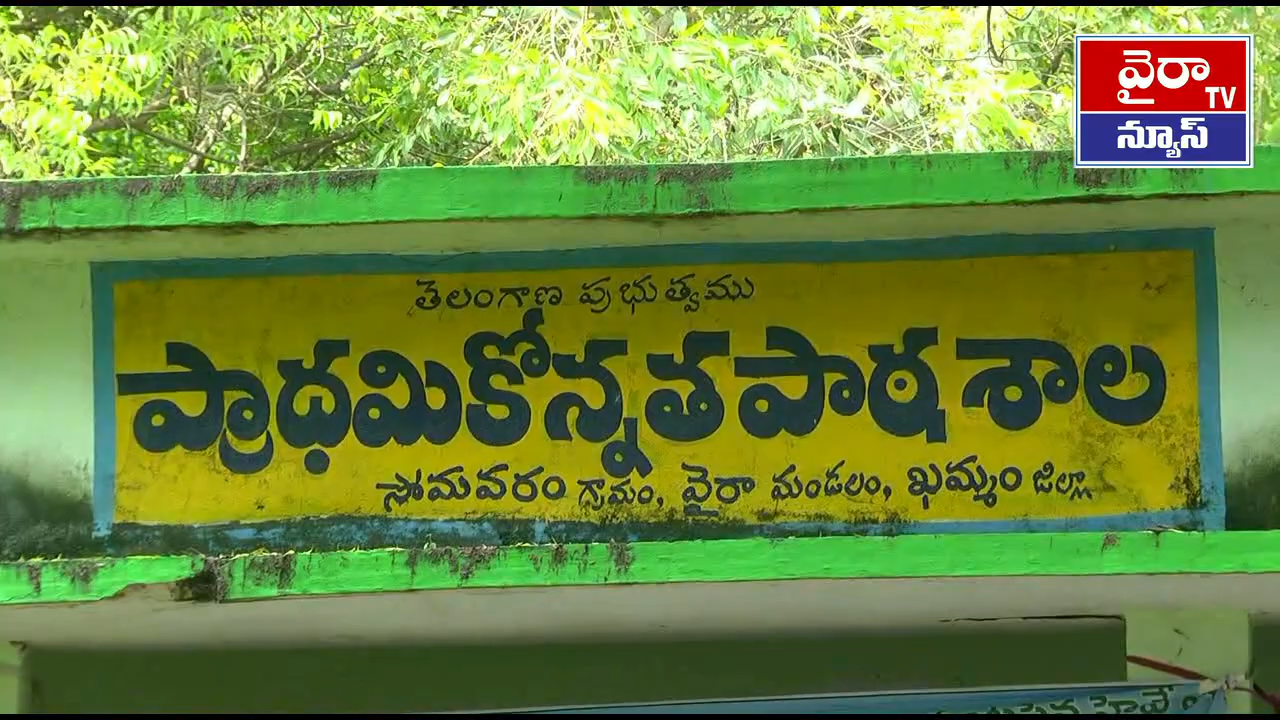 వైరా
TV
న్యూస్
తెలంగాణ ప్రభుత్వము
ప్రాథమికోన్నత పాఠశాల
సోమవరం గ్రామం, వైరా మండలం, ఖమ్మం జిల్లా